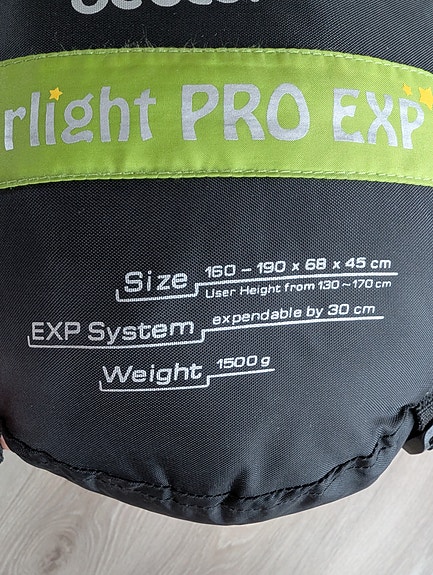 rlight PRO EXP
Size 160 – 190 x 68 x 45 cm
User Height from 130~170 cm
EXP System expendable by 30 cm
Weight 1500 g